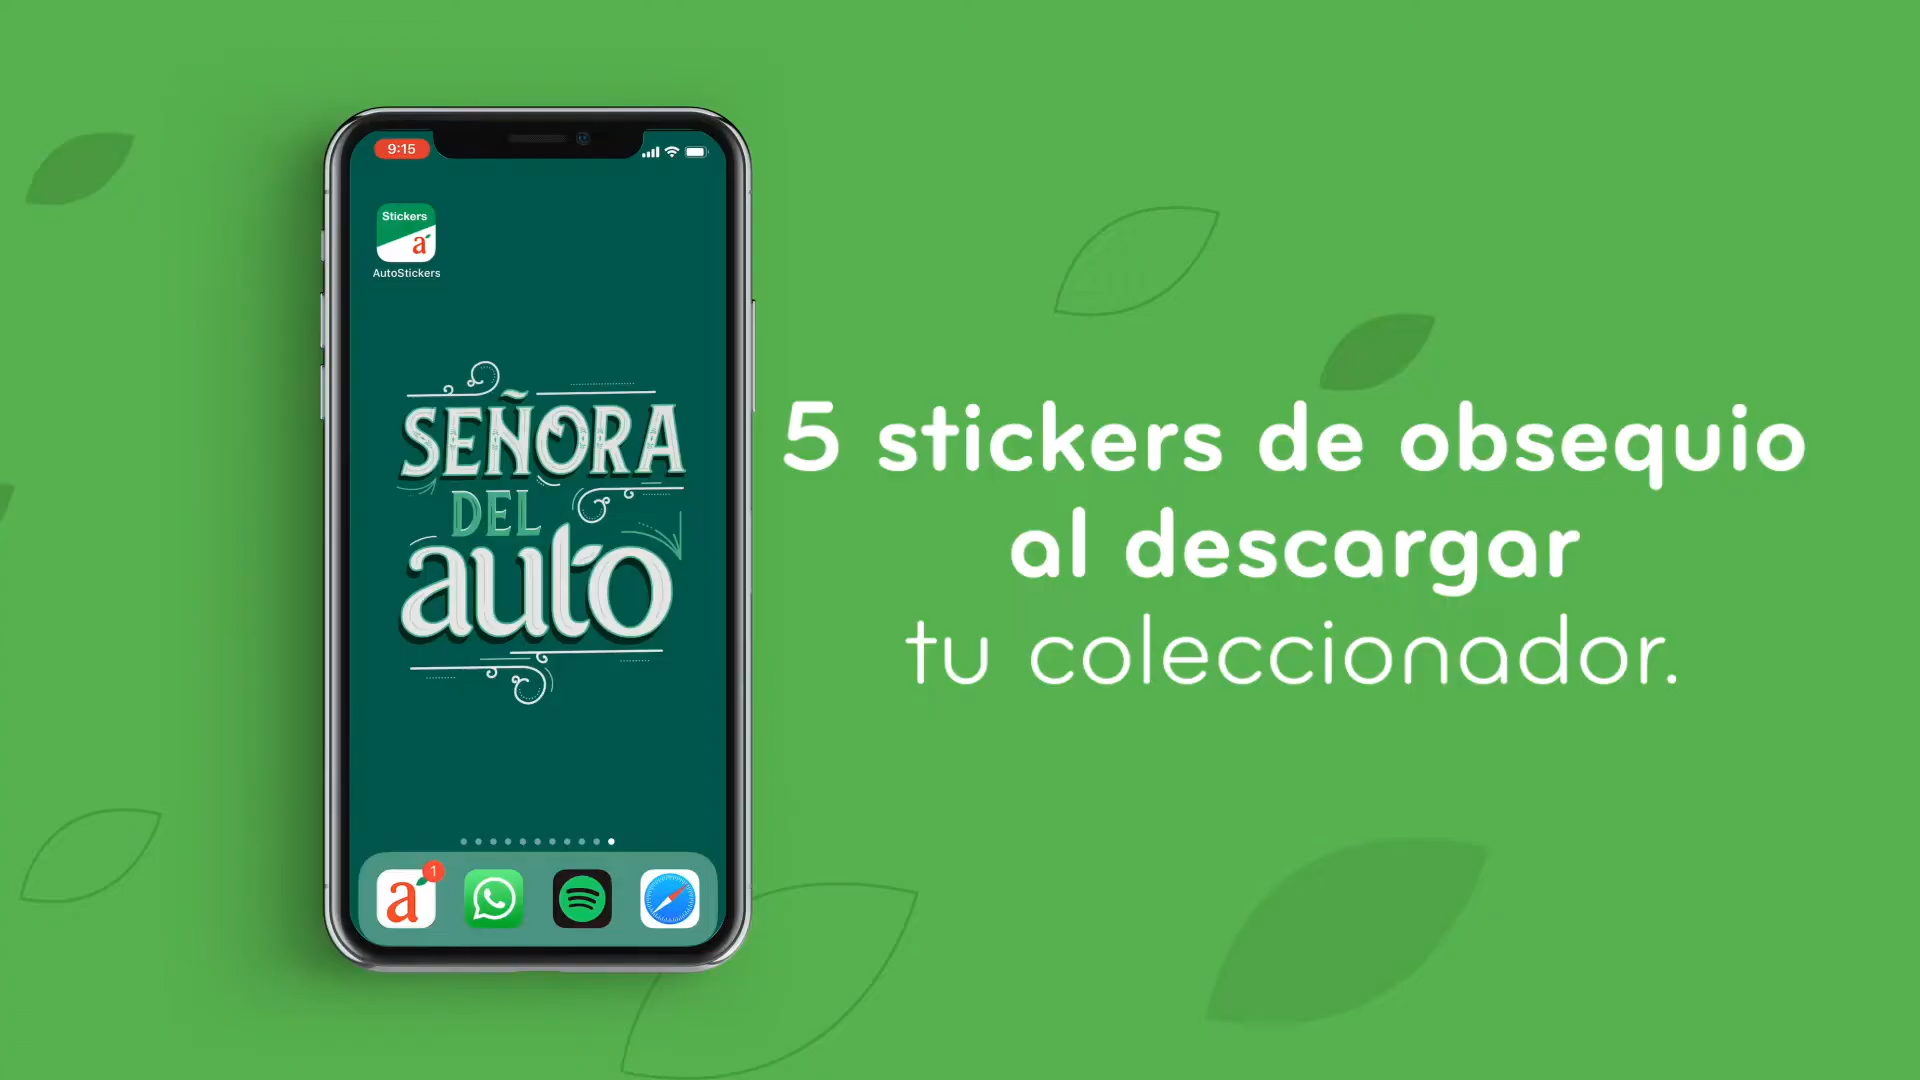 9:15
Stickers
a
AutoStickers
SEÑORA
DEL
auto
a
1
5 stickers de obsequio
al descargar
tu coleccionador.